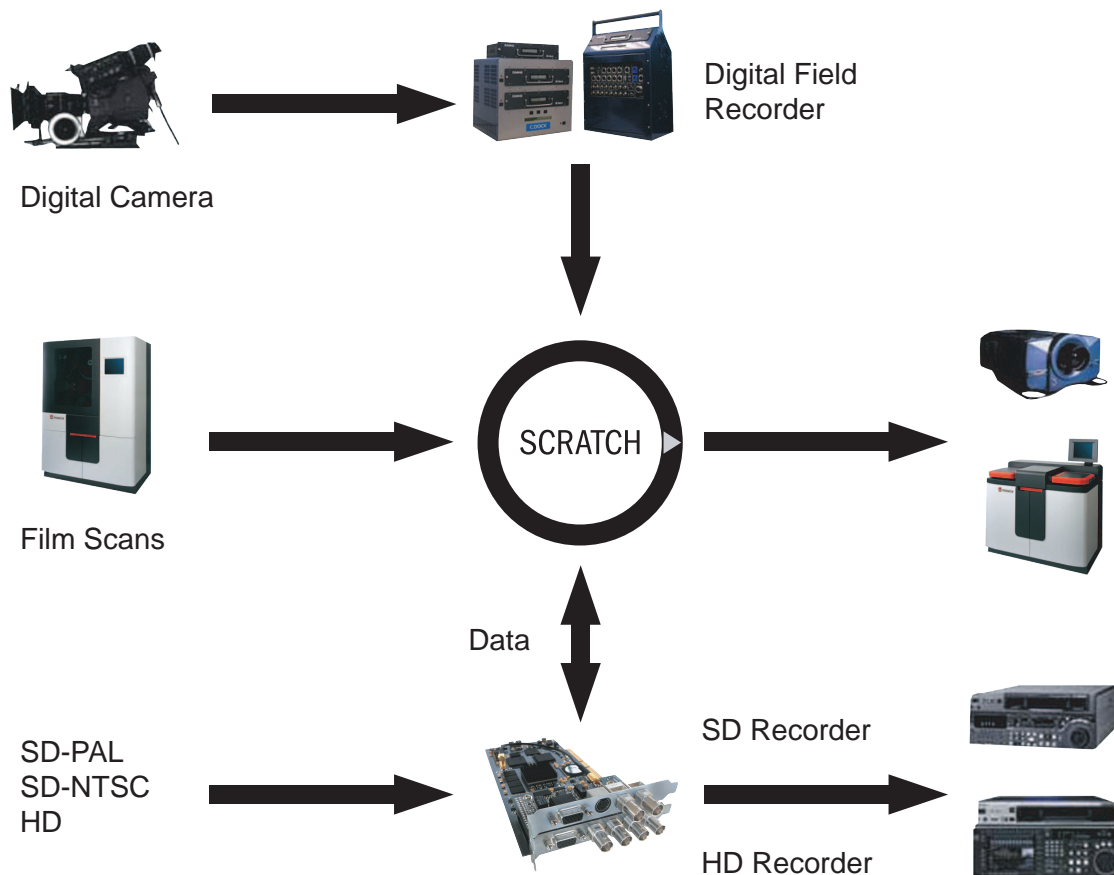 Digital Field
Recorder
Digital Camera
SCRATCH
Film Scans
Data
SD-PAL
SD-NTSC
HD
SD Recorder
HD Recorder